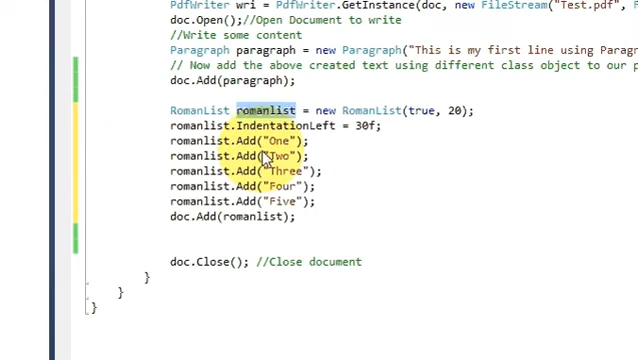 PdfWriter wri = PdfWriter.GetInstance(doc, new FileStream("Test.pdf", F
doc.Open();//Open Document to write
//Write some content
Paragraph paragraph = new Paragraph("This is my first line using Paragr
// Now add the above created text using different class object to our p
doc.Add(paragraph);
RomanList romanlist = new RomanList(true, 20);
romanlist.IndentationLeft = 30f;
romanlist.Add("One");
romanlist.Add("Two");
romanlist.Add("Three");
romanlist.Add("Four");
romanlist.Add("Five");
doc.Add(romanlist);
doc.Close(); //Close document
}
}
}